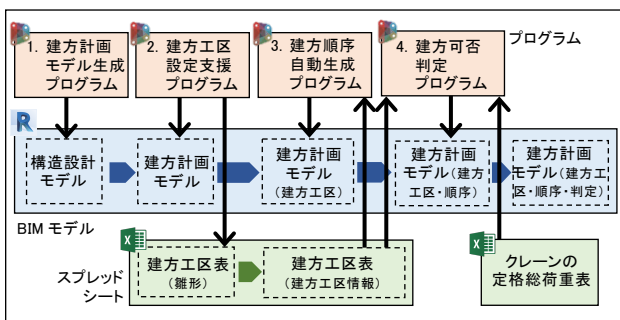 1. 建方計画
モデル生成
プログラム
2. 建方工区
設定支援
プログラム
3. 建方順序
自動生成
プログラム
4. 建方可否
判定
プログラム
プログラム
R
構造設計
モデル
建方計画
モデル
建方計画
モデル
(建方工区)
建方計画
モデル(建方
工区・順序)
建方計画
モデル(建方工
区・順序・判定)
BIM モデル
X
スプレッド
シート
建方工区表
(雛形)
建方工区表
(建方工区情報)
X
クレーンの
定格総荷重表